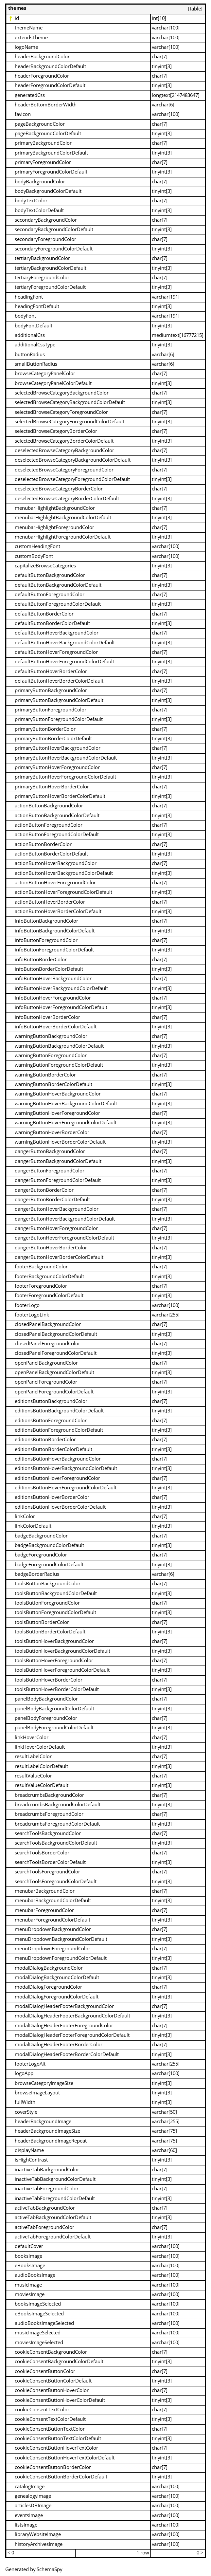 themes [table]
id int[10]
themeName varchar[100]
extendsTheme varchar[100]
logoName varchar[100]
headerBackgroundColor char[7]
headerBackgroundColorDefault tinyint[3]
headerForegroundColor char[7]
headerForegroundColorDefault tinyint[3]
generatedCss longtext[2147483647]
headerBottomBorderWidth varchar[6]
favicon varchar[100]
pageBackgroundColor char[7]
pageBackgroundColorDefault tinyint[3]
primaryBackgroundColor char[7]
primaryBackgroundColorDefault tinyint[3]
primaryForegroundColor char[7]
primaryForegroundColorDefault tinyint[3]
bodyBackgroundColor char[7]
bodyBackgroundColorDefault tinyint[3]
bodyTextColor char[7]
bodyTextColorDefault tinyint[3]
secondaryBackgroundColor char[7]
secondaryBackgroundColorDefault tinyint[3]
secondaryForegroundColor char[7]
secondaryForegroundColorDefault tinyint[3]
tertiaryBackgroundColor char[7]
tertiaryBackgroundColorDefault tinyint[3]
tertiaryForegroundColor char[7]
tertiaryForegroundColorDefault tinyint[3]
headingFont varchar[191]
headingFontDefault tinyint[3]
bodyFont varchar[191]
bodyFontDefault tinyint[3]
additionalCss mediumtext[16777215]
additionalCssType tinyint[3]
buttonRadius varchar[6]
smallButtonRadius varchar[6]
browseCategoryPanelColor char[7]
browseCategoryPanelColorDefault tinyint[3]
selectedBrowseCategoryBackgroundColor char[7]
selectedBrowseCategoryBackgroundColorDefault tinyint[3]
selectedBrowseCategoryForegroundColor char[7]
selectedBrowseCategoryForegroundColorDefault tinyint[3]
selectedBrowseCategoryBorderColor char[7]
selectedBrowseCategoryBorderColorDefault tinyint[3]
deselectedBrowseCategoryBackgroundColor char[7]
deselectedBrowseCategoryBackgroundColorDefault tinyint[3]
deselectedBrowseCategoryForegroundColor char[7]
deselectedBrowseCategoryForegroundColorDefault tinyint[3]
deselectedBrowseCategoryBorderColor char[7]
deselectedBrowseCategoryBorderColorDefault tinyint[3]
menubarHighlightBackgroundColor char[7]
menubarHighlightBackgroundColorDefault tinyint[3]
menubarHighlightForegroundColor char[7]
menubarHighlightForegroundColorDefault tinyint[3]
customHeadingFont varchar[100]
customBodyFont varchar[100]
capitalizeBrowseCategories tinyint[3]
defaultButtonBackgroundColor char[7]
defaultButtonBackgroundColorDefault tinyint[3]
defaultButtonForegroundColor char[7]
defaultButtonForegroundColorDefault tinyint[3]
defaultButtonBorderColor char[7]
defaultButtonBorderColorDefault tinyint[3]
defaultButtonHoverBackgroundColor char[7]
defaultButtonHoverBackgroundColorDefault tinyint[3]
defaultButtonHoverForegroundColor char[7]
defaultButtonHoverForegroundColorDefault tinyint[3]
defaultButtonHoverBorderColor char[7]
defaultButtonHoverBorderColorDefault tinyint[3]
primaryButtonBackgroundColor char[7]
primaryButtonBackgroundColorDefault tinyint[3]
primaryButtonForegroundColor char[7]
primaryButtonForegroundColorDefault tinyint[3]
primaryButtonBorderColor char[7]
primaryButtonBorderColorDefault tinyint[3]
primaryButtonHoverBackgroundColor char[7]
primaryButtonHoverBackgroundColorDefault tinyint[3]
primaryButtonHoverForegroundColor char[7]
primaryButtonHoverForegroundColorDefault tinyint[3]
primaryButtonHoverBorderColor char[7]
primaryButtonHoverBorderColorDefault tinyint[3]
actionButtonBackgroundColor char[7]
actionButtonBackgroundColorDefault tinyint[3]
actionButtonForegroundColor char[7]
actionButtonForegroundColorDefault tinyint[3]
actionButtonBorderColor char[7]
actionButtonBorderColorDefault tinyint[3]
actionButtonHoverBackgroundColor char[7]
actionButtonHoverBackgroundColorDefault tinyint[3]
actionButtonHoverForegroundColor char[7]
actionButtonHoverForegroundColorDefault tinyint[3]
actionButtonHoverBorderColor char[7]
actionButtonHoverBorderColorDefault tinyint[3]
infoButtonBackgroundColor char[7]
infoButtonBackgroundColorDefault tinyint[3]
infoButtonForegroundColor char[7]
infoButtonForegroundColorDefault tinyint[3]
infoButtonBorderColor char[7]
infoButtonBorderColorDefault tinyint[3]
infoButtonHoverBackgroundColor char[7]
infoButtonHoverBackgroundColorDefault tinyint[3]
infoButtonHoverForegroundColor char[7]
infoButtonHoverForegroundColorDefault tinyint[3]
infoButtonHoverBorderColor char[7]
infoButtonHoverBorderColorDefault tinyint[3]
warningButtonBackgroundColor char[7]
warningButtonBackgroundColorDefault tinyint[3]
warningButtonForegroundColor char[7]
warningButtonForegroundColorDefault tinyint[3]
warningButtonBorderColor char[7]
warningButtonBorderColorDefault tinyint[3]
warningButtonHoverBackgroundColor char[7]
warningButtonHoverBackgroundColorDefault tinyint[3]
warningButtonHoverForegroundColor char[7]
warningButtonHoverForegroundColorDefault tinyint[3]
warningButtonHoverBorderColor char[7]
warningButtonHoverBorderColorDefault tinyint[3]
dangerButtonBackgroundColor char[7]
dangerButtonBackgroundColorDefault tinyint[3]
dangerButtonForegroundColor char[7]
dangerButtonForegroundColorDefault tinyint[3]
dangerButtonBorderColor char[7]
dangerButtonBorderColorDefault tinyint[3]
dangerButtonHoverBackgroundColor char[7]
dangerButtonHoverBackgroundColorDefault tinyint[3]
dangerButtonHoverForegroundColor char[7]
dangerButtonHoverForegroundColorDefault tinyint[3]
dangerButtonHoverBorderColor char[7]
dangerButtonHoverBorderColorDefault tinyint[3]
footerBackgroundColor char[7]
footerBackgroundColorDefault tinyint[3]
footerForegroundColor char[7]
footerForegroundColorDefault tinyint[3]
footerLogo varchar[100]
footerLogoLink varchar[255]
closedPanelBackgroundColor char[7]
closedPanelBackgroundColorDefault tinyint[3]
closedPanelForegroundColor char[7]
closedPanelForegroundColorDefault tinyint[3]
openPanelBackgroundColor char[7]
openPanelBackgroundColorDefault tinyint[3]
openPanelForegroundColor char[7]
openPanelForegroundColorDefault tinyint[3]
editionsButtonBackgroundColor char[7]
editionsButtonBackgroundColorDefault tinyint[3]
editionsButtonForegroundColor char[7]
editionsButtonForegroundColorDefault tinyint[3]
editionsButtonBorderColor char[7]
editionsButtonBorderColorDefault tinyint[3]
editionsButtonHoverBackgroundColor char[7]
editionsButtonHoverBackgroundColorDefault tinyint[3]
editionsButtonHoverForegroundColor char[7]
editionsButtonHoverForegroundColorDefault tinyint[3]
editionsButtonHoverBorderColor char[7]
editionsButtonHoverBorderColorDefault tinyint[3]
linkColor char[7]
linkColorDefault tinyint[3]
badgeBackgroundColor char[7]
badgeBackgroundColorDefault tinyint[3]
badgeForegroundColor char[7]
badgeForegroundColorDefault tinyint[3]
badgeBorderRadius varchar[6]
toolsButtonBackgroundColor char[7]
toolsButtonBackgroundColorDefault tinyint[3]
toolsButtonForegroundColor char[7]
toolsButtonForegroundColorDefault tinyint[3]
toolsButtonBorderColor char[7]
toolsButtonBorderColorDefault tinyint[3]
toolsButtonHoverBackgroundColor char[7]
toolsButtonHoverBackgroundColorDefault tinyint[3]
toolsButtonHoverForegroundColor char[7]
toolsButtonHoverForegroundColorDefault tinyint[3]
toolsButtonHoverBorderColor char[7]
toolsButtonHoverBorderColorDefault tinyint[3]
panelBodyBackgroundColor char[7]
panelBodyBackgroundColorDefault tinyint[3]
panelBodyForegroundColor char[7]
panelBodyForegroundColorDefault tinyint[3]
linkHoverColor char[7]
linkHoverColorDefault tinyint[3]
resultLabelColor char[7]
resultLabelColorDefault tinyint[3]
resultValueColor char[7]
resultValueColorDefault tinyint[3]
breadcrumbsBackgroundColor char[7]
breadcrumbsBackgroundColorDefault tinyint[3]
breadcrumbsForegroundColor char[7]
breadcrumbsForegroundColorDefault tinyint[3]
searchToolsBackgroundColor char[7]
searchToolsBackgroundColorDefault tinyint[3]
searchToolsBorderColor char[7]
searchToolsBorderColorDefault tinyint[3]
searchToolsForegroundColor char[7]
searchToolsForegroundColorDefault tinyint[3]
menubarBackgroundColor char[7]
menubarBackgroundColorDefault tinyint[3]
menubarForegroundColor char[7]
menubarForegroundColorDefault tinyint[3]
menuDropdownBackgroundColor char[7]
menuDropdownBackgroundColorDefault tinyint[3]
menuDropdownForegroundColor char[7]
menuDropdownForegroundColorDefault tinyint[3]
modalDialogBackgroundColor char[7]
modalDialogBackgroundColorDefault tinyint[3]
modalDialogForegroundColor char[7]
modalDialogForegroundColorDefault tinyint[3]
modalDialogHeaderFooterBackgroundColor char[7]
modalDialogHeaderFooterBackgroundColorDefault tinyint[3]
modalDialogHeaderFooterForegroundColor char[7]
modalDialogHeaderFooterForegroundColorDefault tinyint[3]
modalDialogHeaderFooterBorderColor char[7]
modalDialogHeaderFooterBorderColorDefault tinyint[3]
footerLogoAlt varchar[255]
logoApp varchar[100]
browseCategoryImageSize tinyint[3]
browseImageLayout tinyint[3]
fullWidth tinyint[3]
coverStyle varchar[50]
headerBackgroundImage varchar[255]
headerBackgroundImageSize varchar[75]
headerBackgroundImageRepeat varchar[75]
displayName varchar[60]
isHighContrast tinyint[3]
inactiveTabBackgroundColor char[7]
inactiveTabBackgroundColorDefault tinyint[3]
inactiveTabForegroundColor char[7]
inactiveTabForegroundColorDefault tinyint[3]
activeTabBackgroundColor char[7]
activeTabBackgroundColorDefault tinyint[3]
activeTabForegroundColor char[7]
activeTabForegroundColorDefault tinyint[3]
defaultCover varchar[100]
booksImage varchar[100]
eBooksImage varchar[100]
audioBooksImage varchar[100]
musicImage varchar[100]
moviesImage varchar[100]
booksImageSelected varchar[100]
eBooksImageSelected varchar[100]
audioBooksImageSelected varchar[100]
musicImageSelected varchar[100]
moviesImageSelected varchar[100]
cookieConsentBackgroundColor char[7]
cookieConsentBackgroundColorDefault tinyint[3]
cookieConsentButtonColor char[7]
cookieConsentButtonColorDefault tinyint[3]
cookieConsentButtonHoverColor char[7]
cookieConsentButtonHoverColorDefault tinyint[3]
cookieConsentTextColor char[7]
cookieConsentTextColorDefault tinyint[3]
cookieConsentButtonTextColor char[7]
cookieConsentButtonTextColorDefault tinyint[3]
cookieConsentButtonHoverTextColor char[7]
cookieConsentButtonHoverTextColorDefault tinyint[3]
cookieConsentButtonBorderColor char[7]
cookieConsentButtonBorderColorDefault tinyint[3]
catalogImage varchar[100]
genealogyImage varchar[100]
articlesDBImage varchar[100]
eventsImage varchar[100]
listsImage varchar[100]
libraryWebsiteImage varchar[100]
historyArchivesImage varchar[100]
< 0 1 row 0 >
Generated by SchemaSpy